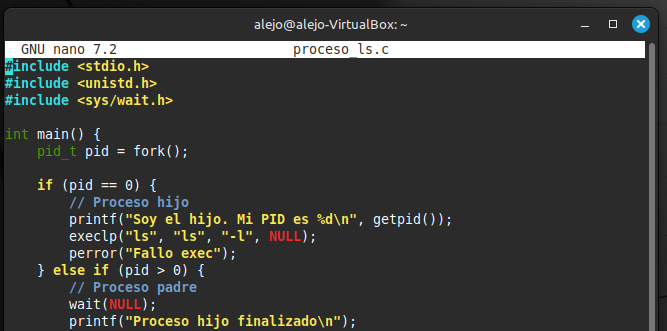 alejo@alejo-VirtualBox: ~
GNU nano 7.2 proceso_ls.c
#include <stdio.h>
#include <unistd.h>
#include <sys/wait.h>
int main() {
pid_t pid = fork();
if (pid == 0) {
// Proceso hijo
printf("Soy el hijo. Mi PID es %d\n", getpid());
execlp("ls", "ls", "-l", NULL);
perror("Fallo exec");
} else if (pid > 0) {
// Proceso padre
wait(NULL);
printf("Proceso hijo finalizado\n");